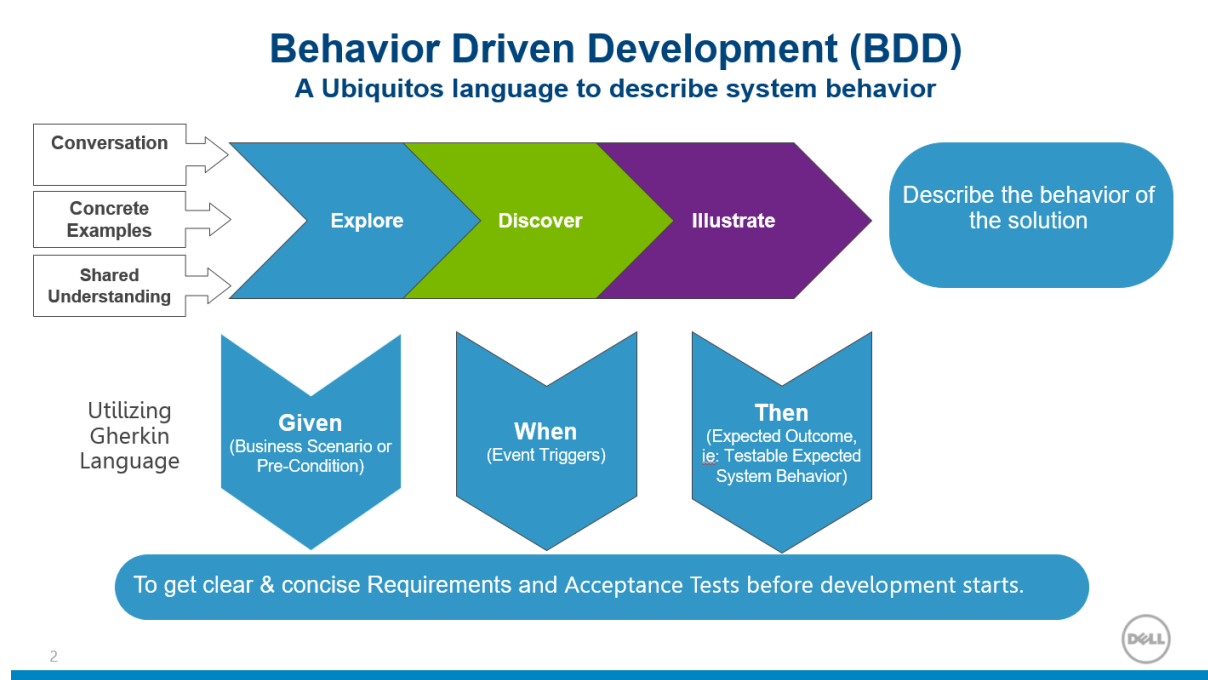 Behavior Driven Development (BDD)
A Ubiquitos language to describe system behavior
Conversation
Concrete
Examples
Shared
Understanding
Explore
Discover
Illustrate
Describe the behavior of
the solution
Utilizing
Gherkin
Language
Given
(Business Scenario or
Pre-Condition)
When
(Event Triggers)
Then
(Expected Outcome,
ie: Testable Expected
System Behavior)
To get clear & concise Requirements and Acceptance Tests before development starts.
2
DELL